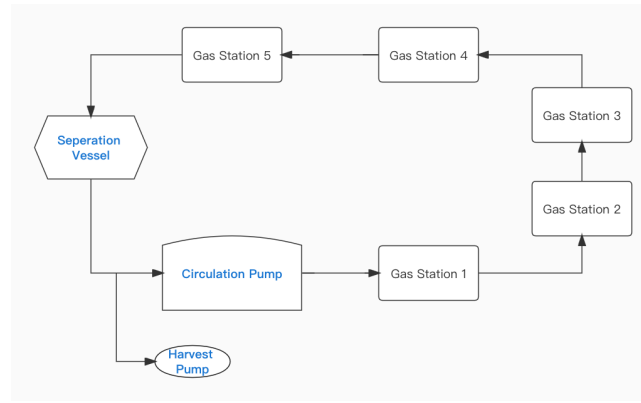 Gas Station 5
Gas Station 4
Gas Station 3
Seperation
Vessel
Gas Station 2
Circulation Pump
Gas Station 1
Harvest
Pump